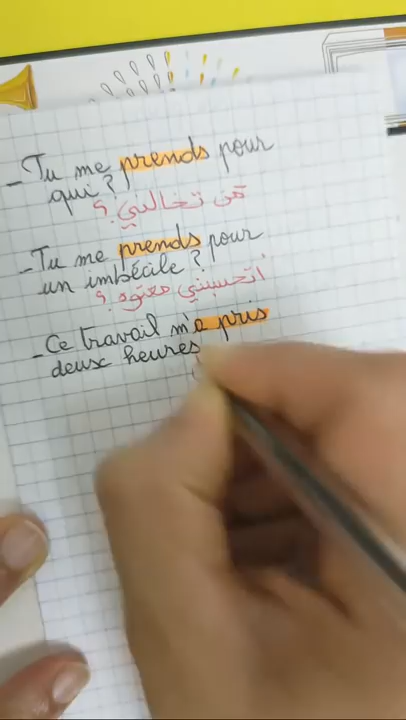 - Tu me prends pour
qui ?
من تخالني ؟
- Tu me prends pour
un imbécile ?
أتحسبني معتوه ؟
- Ce travail m'a pris
deux heures